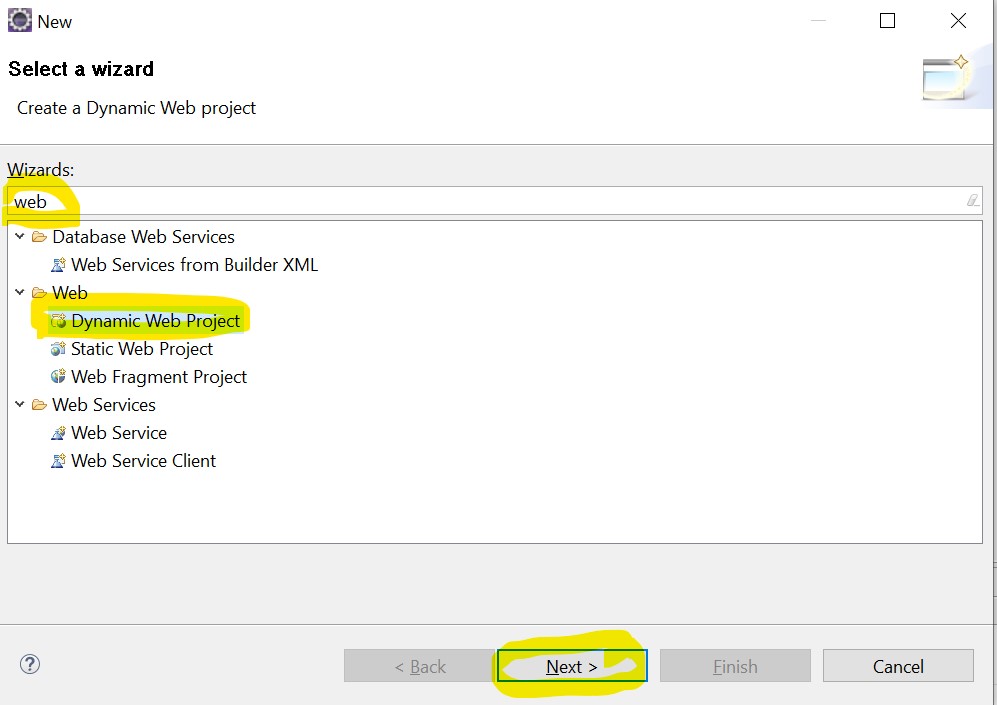 New
Select a wizard
Create a Dynamic Web project
Wizards:
web
Database Web Services
Web Services from Builder XML
Web
Dynamic Web Project
Static Web Project
Web Fragment Project
Web Services
Web Service
Web Service Client
? < Back Next > Finish Cancel